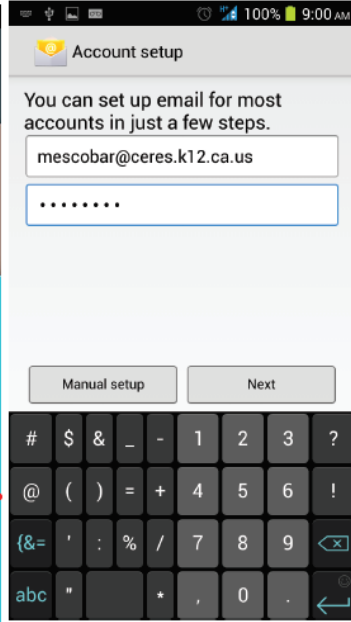 100% 9:00 AM
Account setup
You can set up email for most
accounts in just a few steps.
mescobar@ceres.k12.ca.us
••••••••
Manual setup Next
# $ & _ - 1 2 3 ?
@ ( ) = + 4 5 6 !
{&= ' : % / 7 8 9
abc " * , 0 .